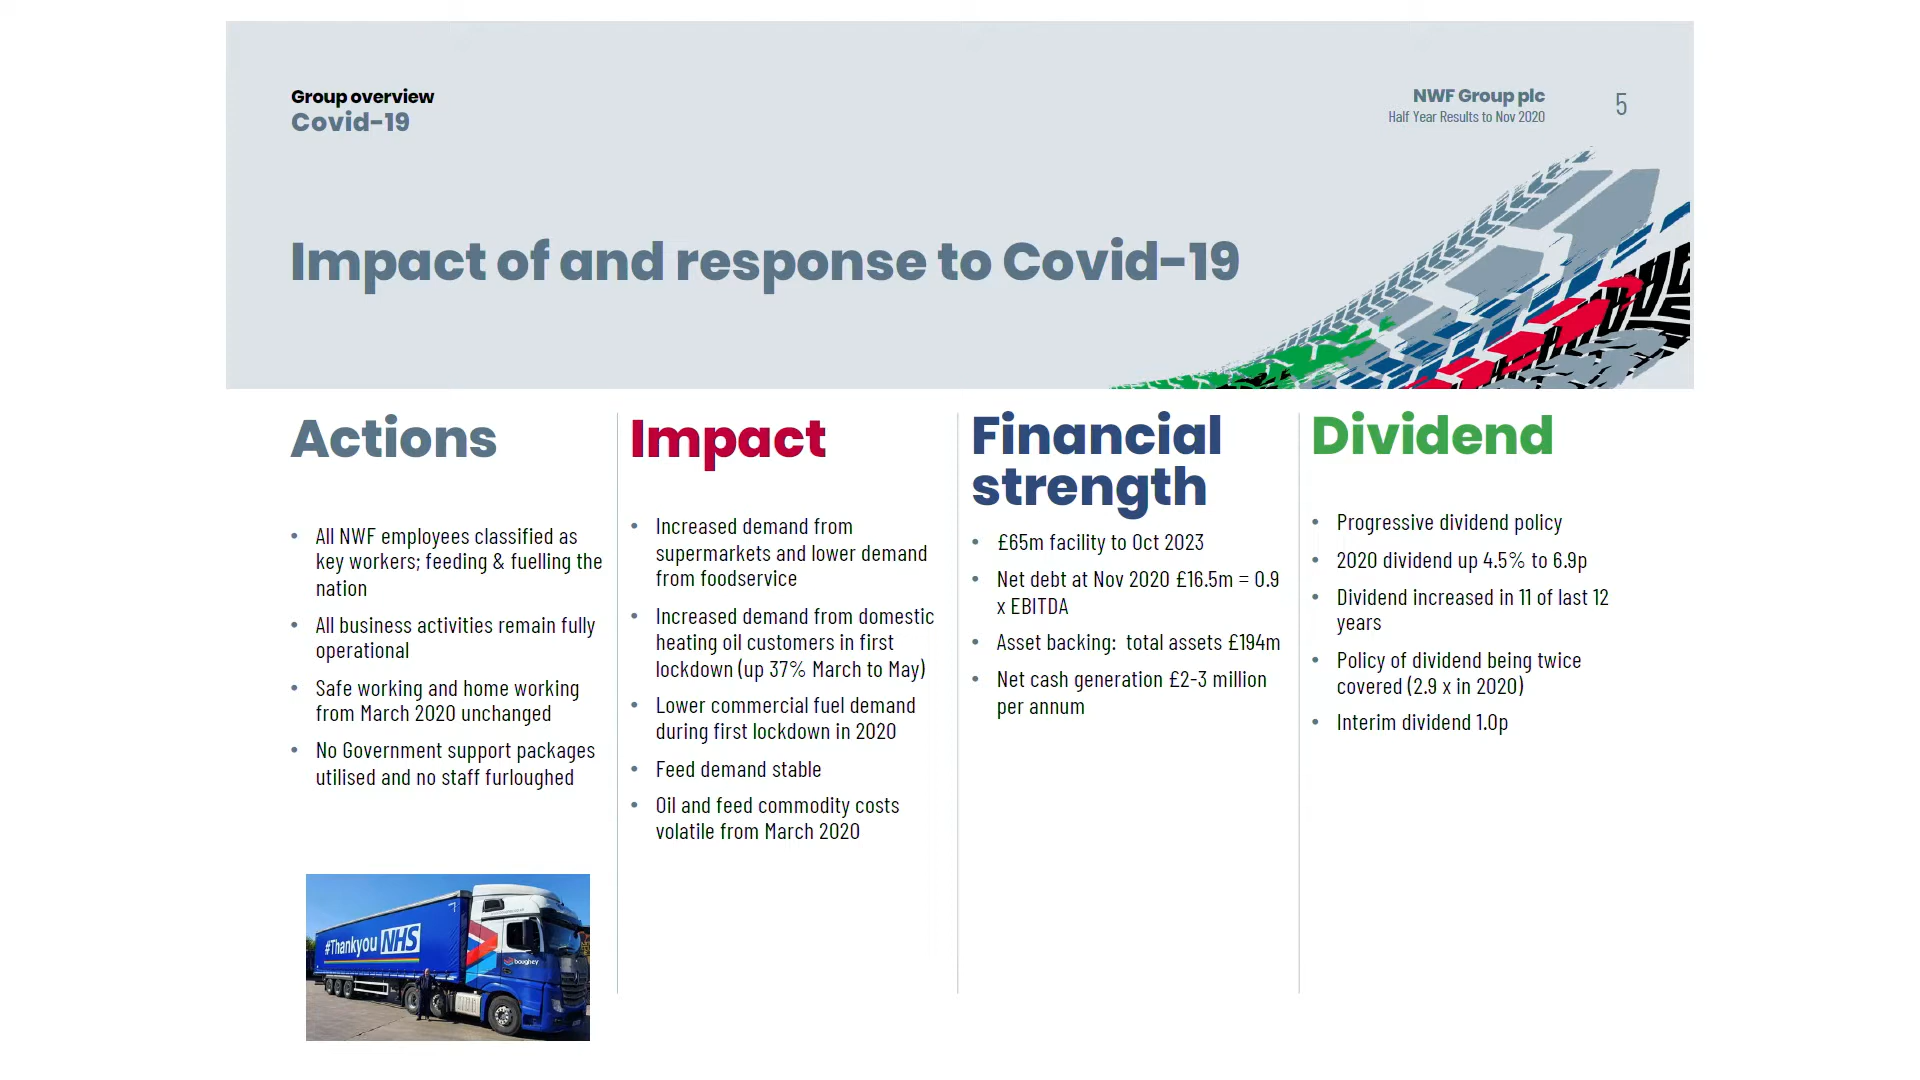 Group overview
Covid-19
NWF Group plc
Half Year Results to Nov 2020
5
Impact of and response to Covid-19
Actions
• All NWF employees classified as
key workers; feeding & fuelling the
nation
• All business activities remain fully
operational
• Safe working and home working
from March 2020 unchanged
• No Government support packages
utilised and no staff furloughed
#Thankyou NHS
boughey
Impact
• Increased demand from
supermarkets and lower demand
from foodservice
• Increased demand from domestic
heating oil customers in first
lockdown (up 37% March to May)
• Lower commercial fuel demand
during first lockdown in 2020
• Feed demand stable
• Oil and feed commodity costs
volatile from March 2020
Financial
strength
• £65m facility to Oct 2023
• Net debt at Nov 2020 £16.5m = 0.9
x EBITDA
• Asset backing:  total assets £194m
• Net cash generation £2-3 million
per annum
Dividend
• Progressive dividend policy
• 2020 dividend up 4.5% to 6.9p
• Dividend increased in 11 of last 12
years
• Policy of dividend being twice
covered (2.9 x in 2020)
• Interim dividend 1.0p